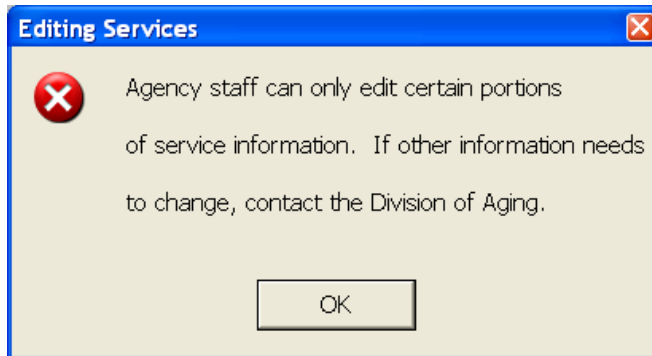 Editing Services
Agency staff can only edit certain portions
of service information.  If other information needs
to change, contact the Division of Aging.
OK